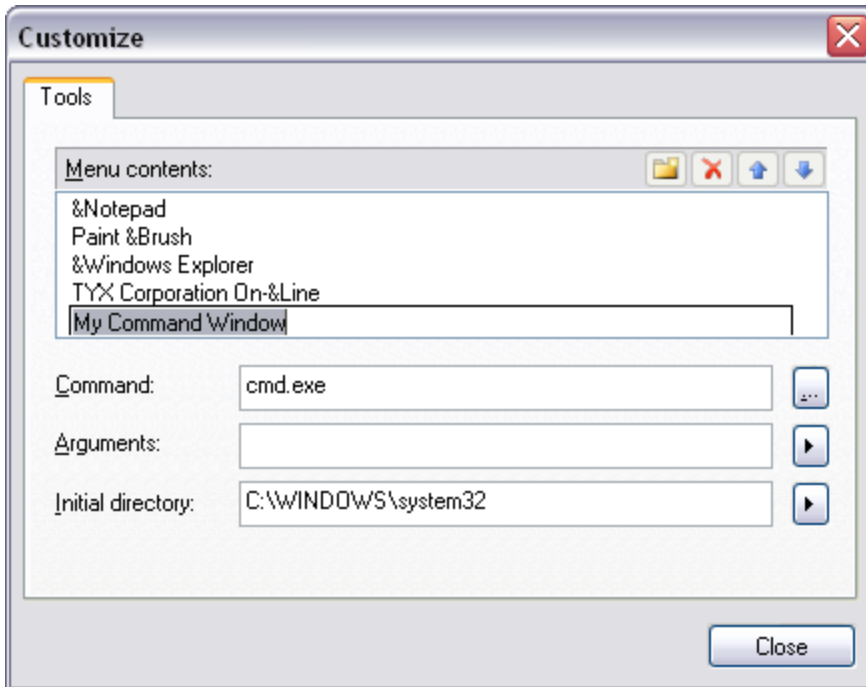 Customize
Tools
Menu contents:
&Notepad
Paint &Brush
&Windows Explorer
TYX Corporation On-&Line
My Command Window
Command: cmd.exe ...
Arguments:
Initial directory: C:\WINDOWS\system32
Close